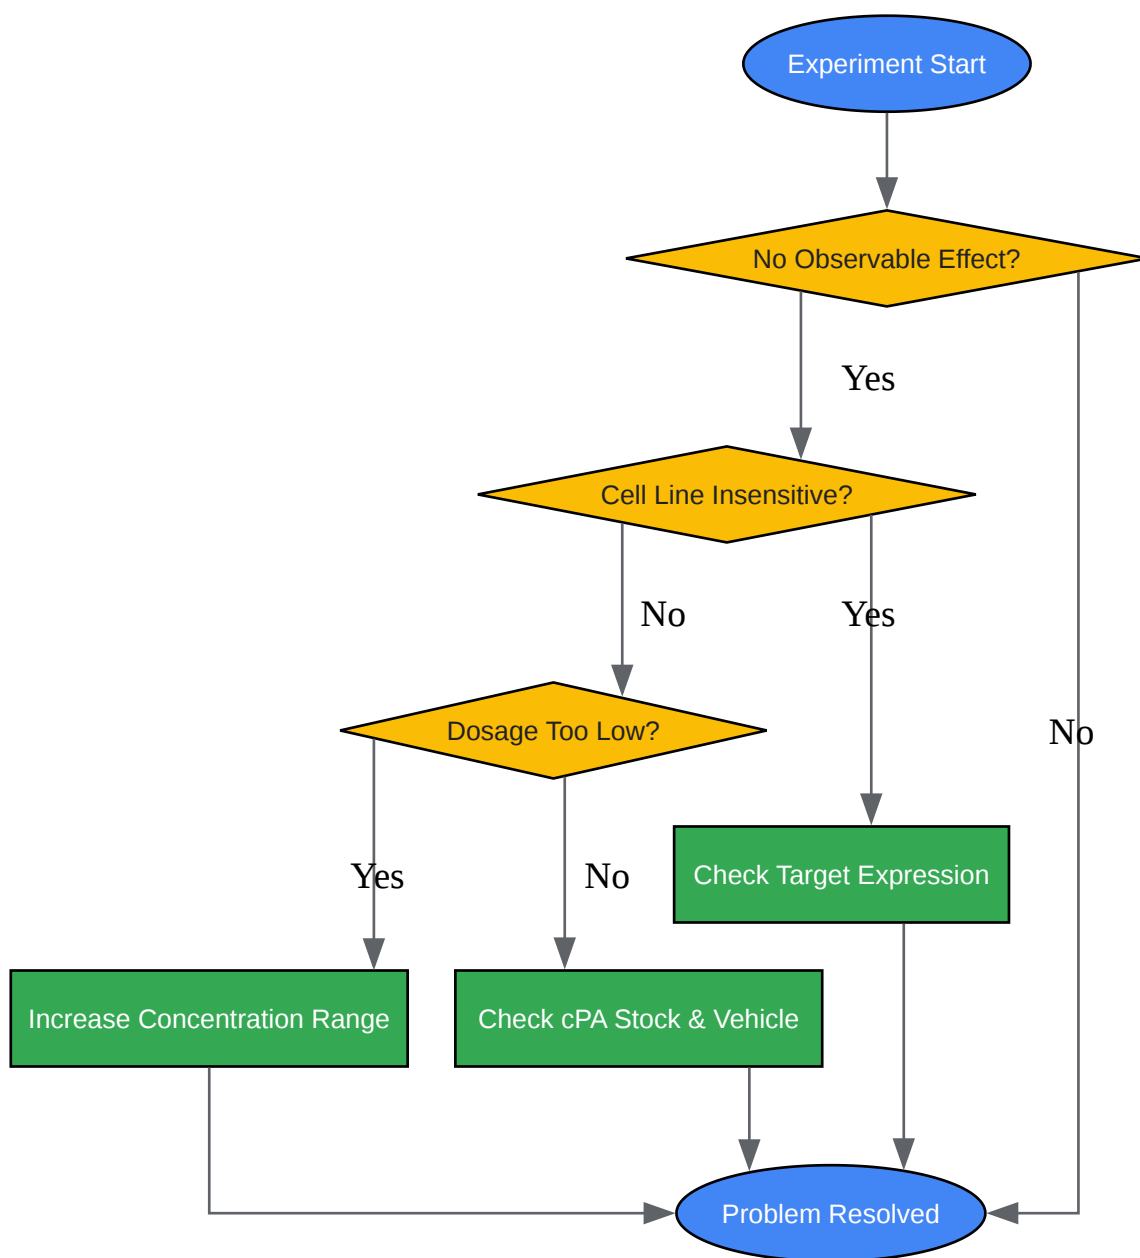 Experiment Start
No Observable Effect?
Yes
Cell Line Insensitive?
No
Yes
Dosage Too Low?
No
Yes
No
Check Target Expression
Increase Concentration Range
Check cPA Stock & Vehicle
Problem Resolved